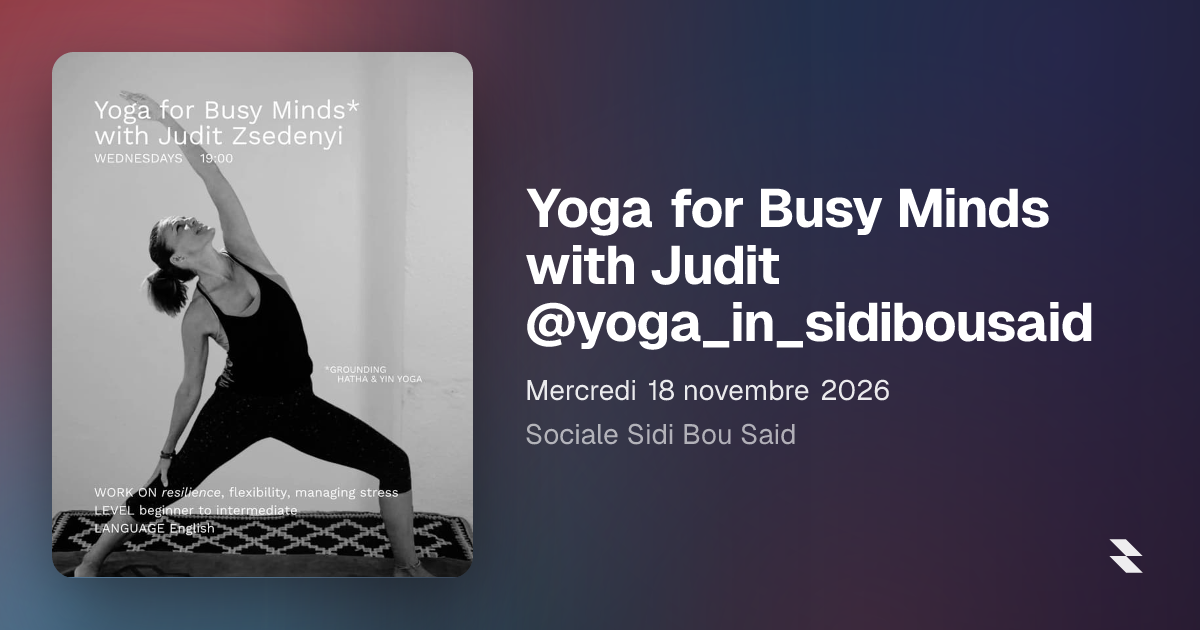 Yoga for Busy Minds*
with Judit Zsedenyi
WEDNESDAYS 19:00
*GROUNDING
HATHA & YIN YOGA
WORK ON resilience, flexibility, managing stress
LEVEL beginner to intermediate
LANGUAGE English
Yoga for Busy Minds
with Judit
@yoga_in_sidibousaid
Mercredi 18 novembre 2026
Sociale Sidi Bou Said